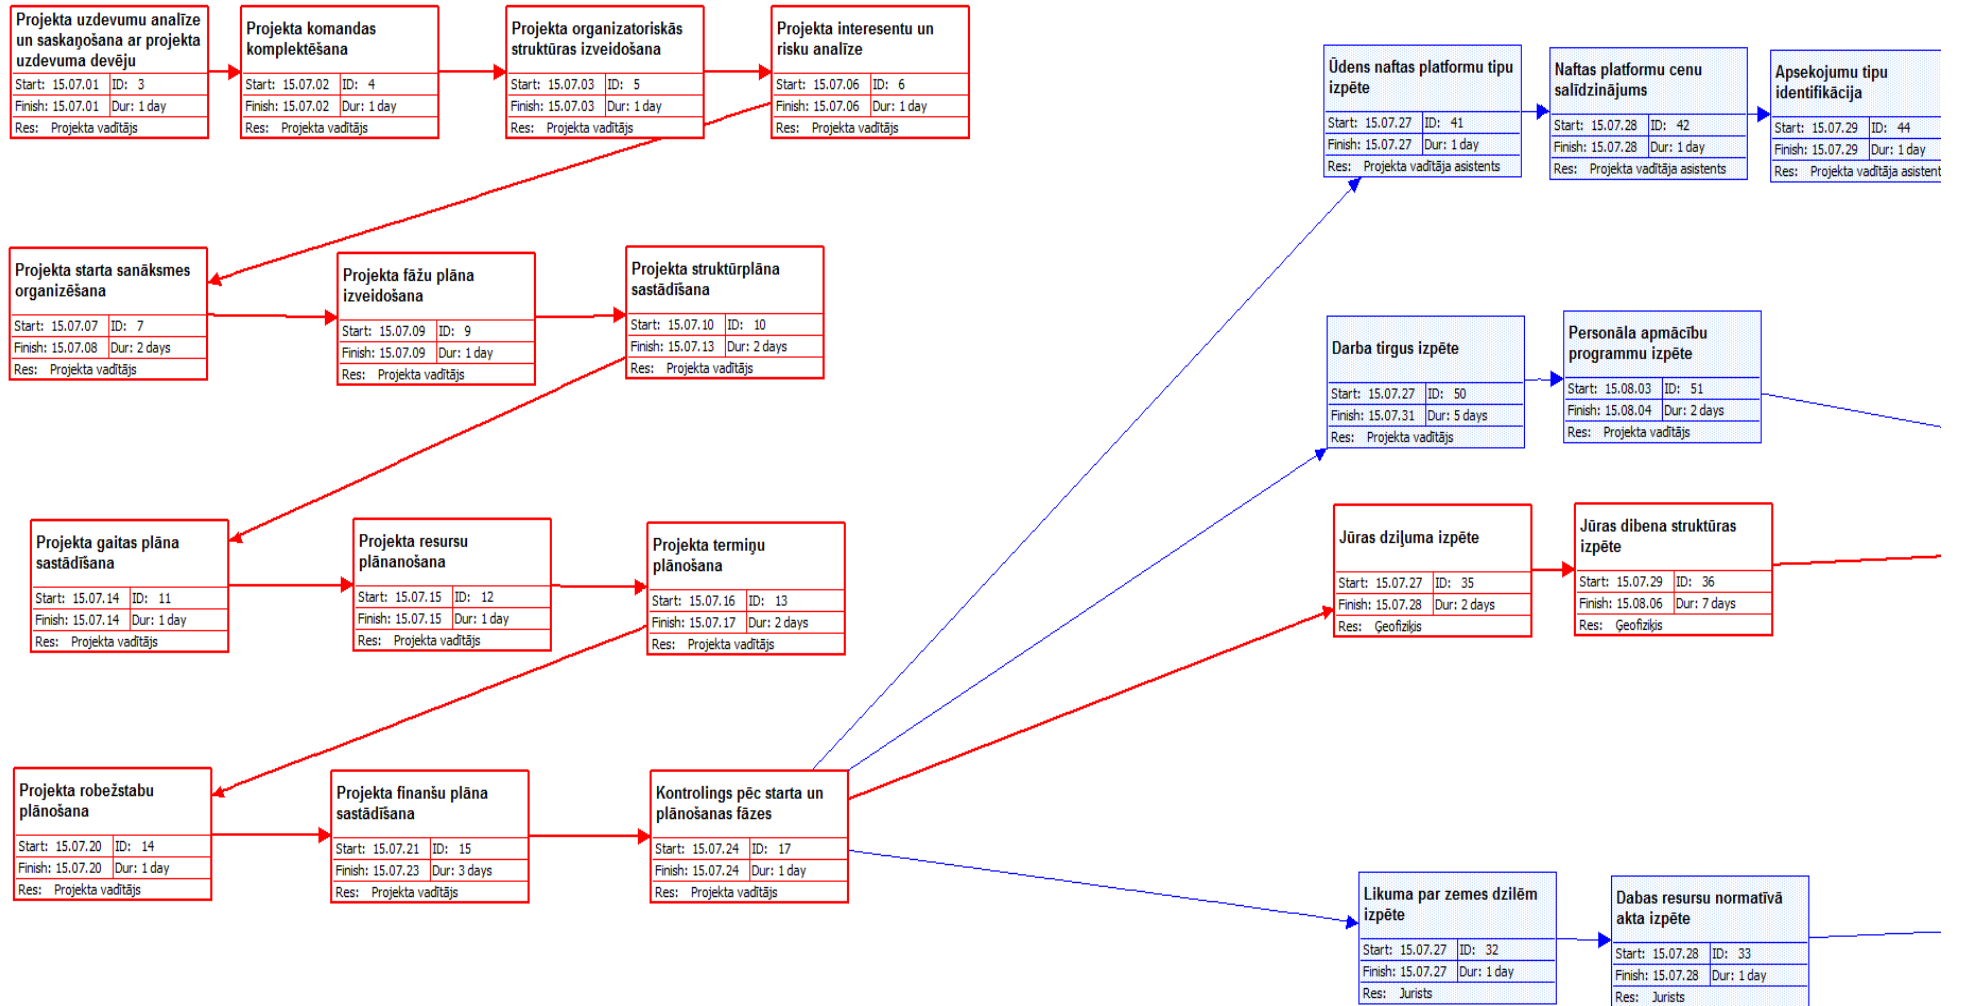 Projekta uzdevumu analīze
un saskaņošana ar projekta
uzdevuma devēju
Start: 15.07.01 ID: 3
Finish: 15.07.01 Dur: 1 day
Res: Projekta vadītājs
Projekta komandas
komplektēšana
Start: 15.07.02 ID: 4
Finish: 15.07.02 Dur: 1 day
Res: Projekta vadītājs
Projekta organizatoriskās
struktūras izveidošana
Start: 15.07.03 ID: 5
Finish: 15.07.03 Dur: 1 day
Res: Projekta vadītājs
Projekta interesentu un
risku analīze
Start: 15.07.06 ID: 6
Finish: 15.07.06 Dur: 1 day
Res: Projekta vadītājs
Ūdens naftas platformu tipu
izpēte
Start: 15.07.27 ID: 41
Finish: 15.07.27 Dur: 1 day
Res: Projekta vadītāja asistents
Naftas platformu cenu
salīdzinājums
Start: 15.07.28 ID: 42
Finish: 15.07.28 Dur: 1 day
Res: Projekta vadītāja asistents
Apsekojumu tipu
identifikācija
Start: 15.07.29 ID: 44
Finish: 15.07.29 Dur: 1 day
Res: Projekta vadītāja asistent
Projekta starta sanāksmes
organizēšana
Start: 15.07.07 ID: 7
Finish: 15.07.08 Dur: 2 days
Res: Projekta vadītājs
Projekta fāžu plāna
izveidošana
Start: 15.07.09 ID: 9
Finish: 15.07.09 Dur: 1 day
Res: Projekta vadītājs
Projekta struktūrplāna
sastādīšana
Start: 15.07.10 ID: 10
Finish: 15.07.13 Dur: 2 days
Res: Projekta vadītājs
Darba tirgus izpēte
Start: 15.07.27 ID: 50
Finish: 15.07.31 Dur: 5 days
Res: Projekta vadītājs
Personāla apmācību
programmu izpēte
Start: 15.08.03 ID: 51
Finish: 15.08.04 Dur: 2 days
Res: Projekta vadītājs
Projekta gaitas plāna
sastādīšana
Start: 15.07.14 ID: 11
Finish: 15.07.14 Dur: 1 day
Res: Projekta vadītājs
Projekta resursu
plānanošana
Start: 15.07.15 ID: 12
Finish: 15.07.15 Dur: 1 day
Res: Projekta vadītājs
Projekta termiņu
plānošana
Start: 15.07.16 ID: 13
Finish: 15.07.17 Dur: 2 days
Res: Projekta vadītājs
Jūras dziļuma izpēte
Start: 15.07.27 ID: 35
Finish: 15.07.28 Dur: 2 days
Res: Ģeofiziķis
Jūras dibena struktūras
izpēte
Start: 15.07.29 ID: 36
Finish: 15.08.06 Dur: 7 days
Res: Ģeofiziķis
Projekta robežstabu
plānošana
Start: 15.07.20 ID: 14
Finish: 15.07.20 Dur: 1 day
Res: Projekta vadītājs
Projekta finanšu plāna
sastādīšana
Start: 15.07.21 ID: 15
Finish: 15.07.23 Dur: 3 days
Res: Projekta vadītājs
Kontrolings pēc starta un
plānošanas fāzes
Start: 15.07.24 ID: 17
Finish: 15.07.24 Dur: 1 day
Res: Projekta vadītājs
Likuma par zemes dzilēm
izpēte
Start: 15.07.27 ID: 32
Finish: 15.07.27 Dur: 1 day
Res: Jurists
Dabas resursu normatīvā
akta izpēte
Start: 15.07.28 ID: 33
Finish: 15.07.28 Dur: 1 day
Res: Jurists